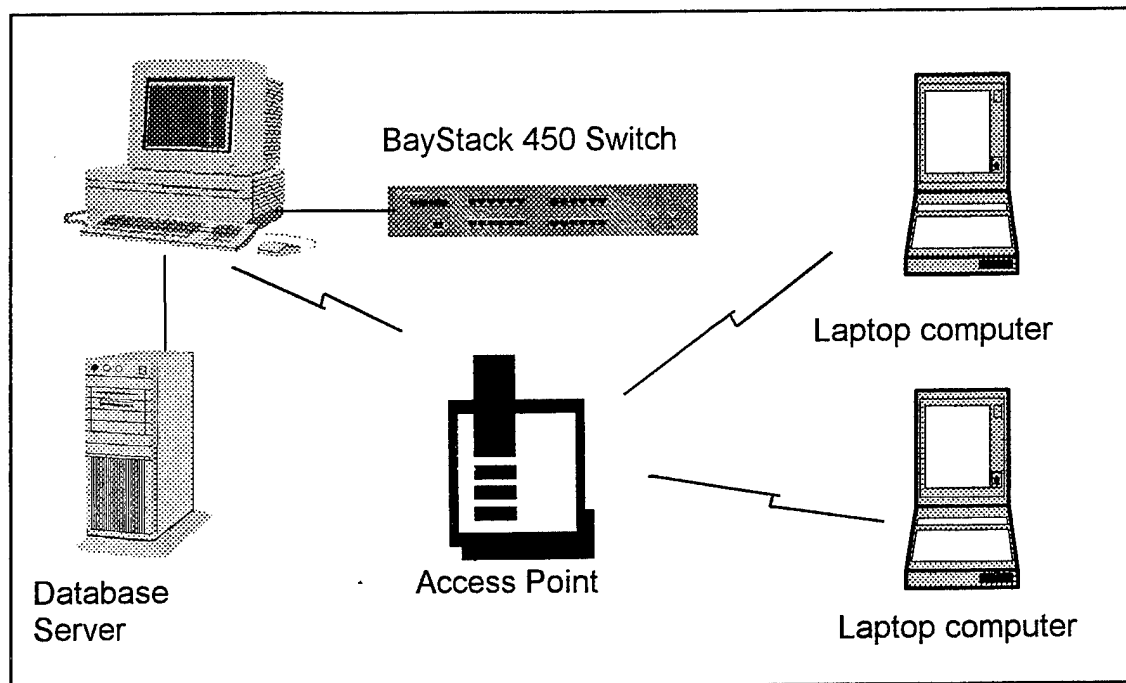 BayStack 450 Switch
Laptop computer
Access Point
Database
Server
Laptop computer